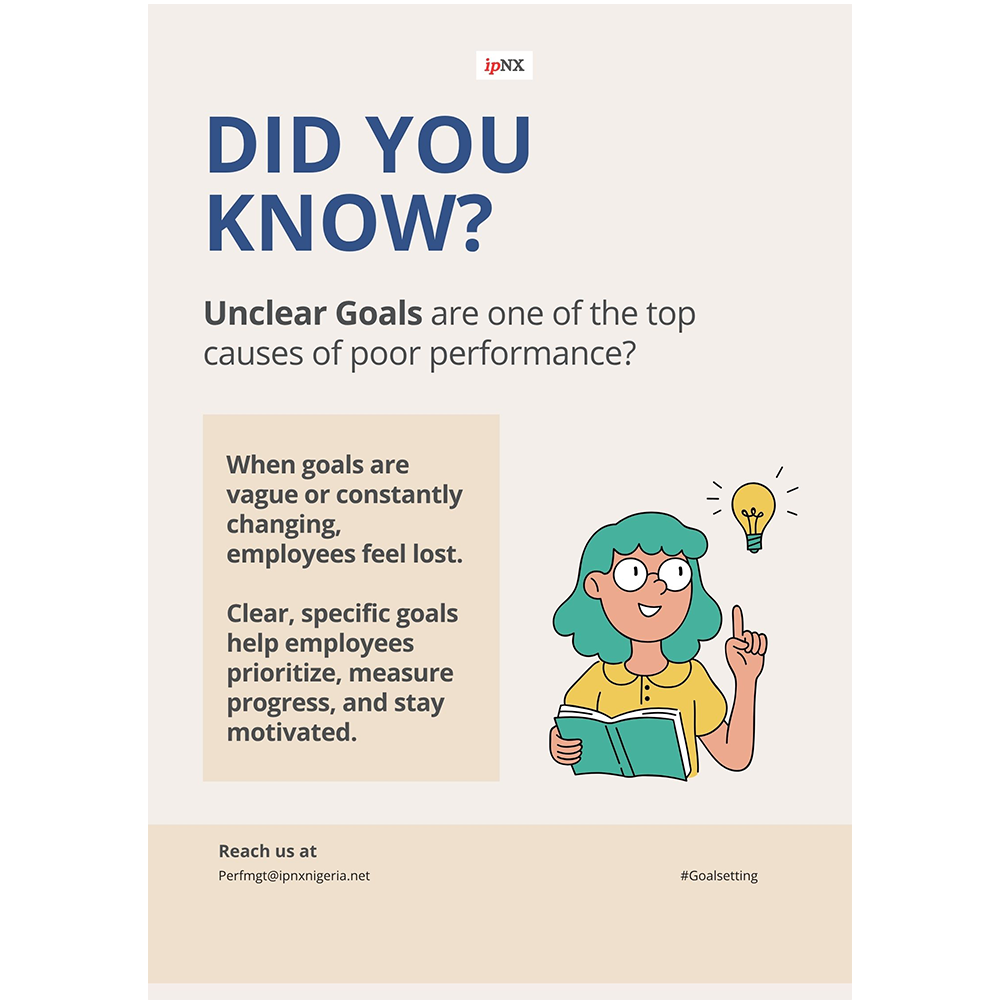 ipNX
DID YOU
KNOW?
Unclear Goals are one of the top
causes of poor performance?
When goals are
vague or constantly
changing,
employees feel lost.
Clear, specific goals
help employees
prioritize, measure
progress, and stay
motivated.
Reach us at
Perfmgt@ipnxnigeria.net
#Goalsetting